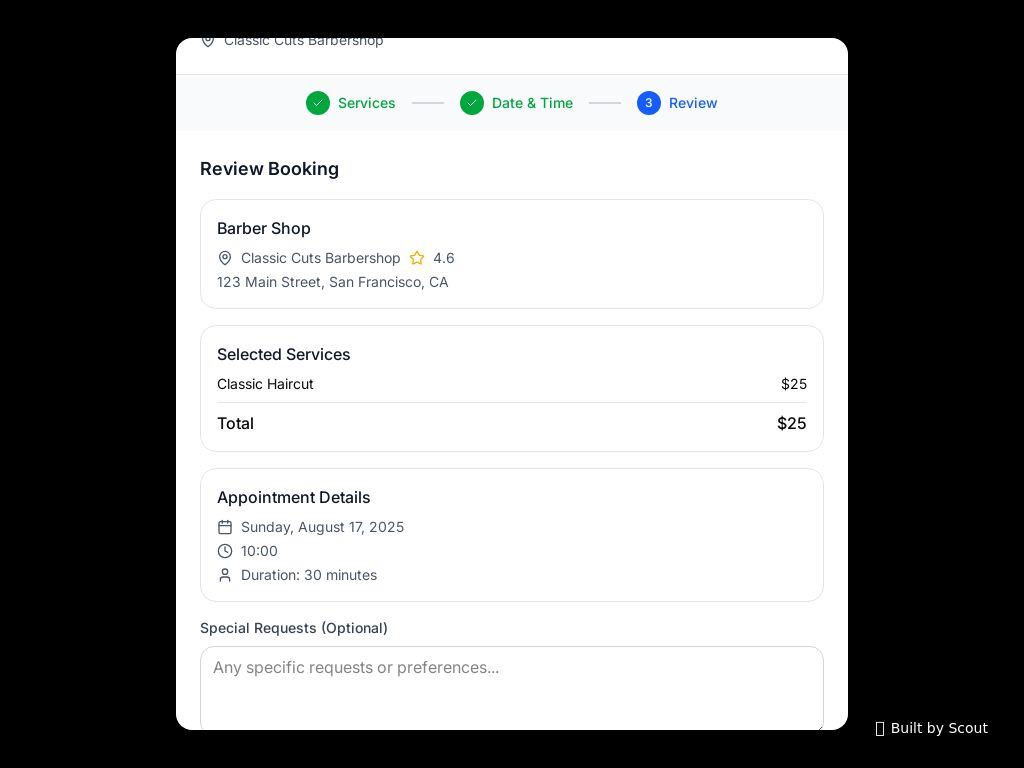 Classic Cuts Barbershop
Services
Date & Time
3 Review
Review Booking
Barber Shop
Classic Cuts Barbershop 4.6
123 Main Street, San Francisco, CA
Selected Services
Classic Haircut $25
Total $25
Appointment Details
Sunday, August 17, 2025
10:00
Duration: 30 minutes
Special Requests (Optional)
Any specific requests or preferences...
Built by Scout